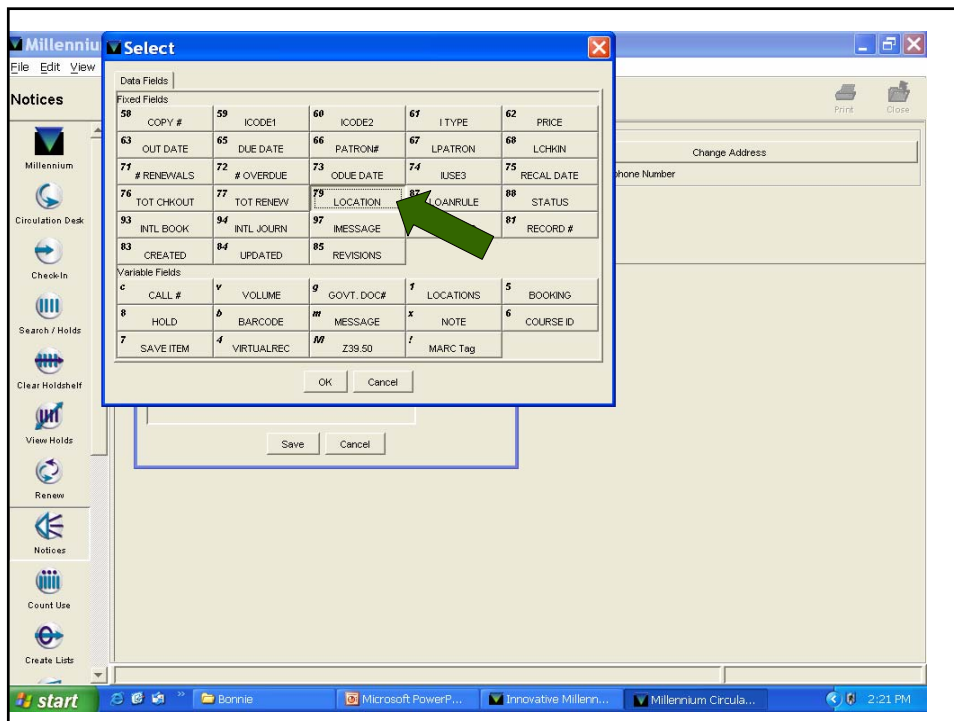 Millenniu
Select
File Edit View
Notices
Print
Close
Data Fields
Fixed Fields
58 COPY # 59 ICODE1 60 ICODE2 61 I TYPE 62 PRICE
63 OUT DATE 65 DUE DATE 66 PATRON# 67 LPATRON 68 LCHKIN
71 # RENEWALS 72 # OVERDUE 73 ODUE DATE 74 IUSE3 75 RECAL DATE
76 TOT CHKOUT 77 TOT RENEW 79 LOCATION 87 LOANRULE 88 STATUS
93 INTL BOOK 94 INTL JOURN 97 IMESSAGE 81 RECORD #
83 CREATED 84 UPDATED 85 REVISIONS
Variable Fields
c CALL # v VOLUME g GOVT. DOC# 1 LOCATIONS 5 BOOKING
8 HOLD b BARCODE m MESSAGE x NOTE 6 COURSE ID
7 SAVE ITEM 4 VIRTUALREC M Z39.50 ! MARC Tag
OK Cancel
Change Address
phone Number
Save Cancel
Millennium
Circulation Desk
Check-In
Search / Holds
Clear Holdshelf
View Holds
Renew
Notices
Count Use
Create Lists
start Bonnie Microsoft PowerP... Innovative Millenn... Millennium Circula... 2:21 PM